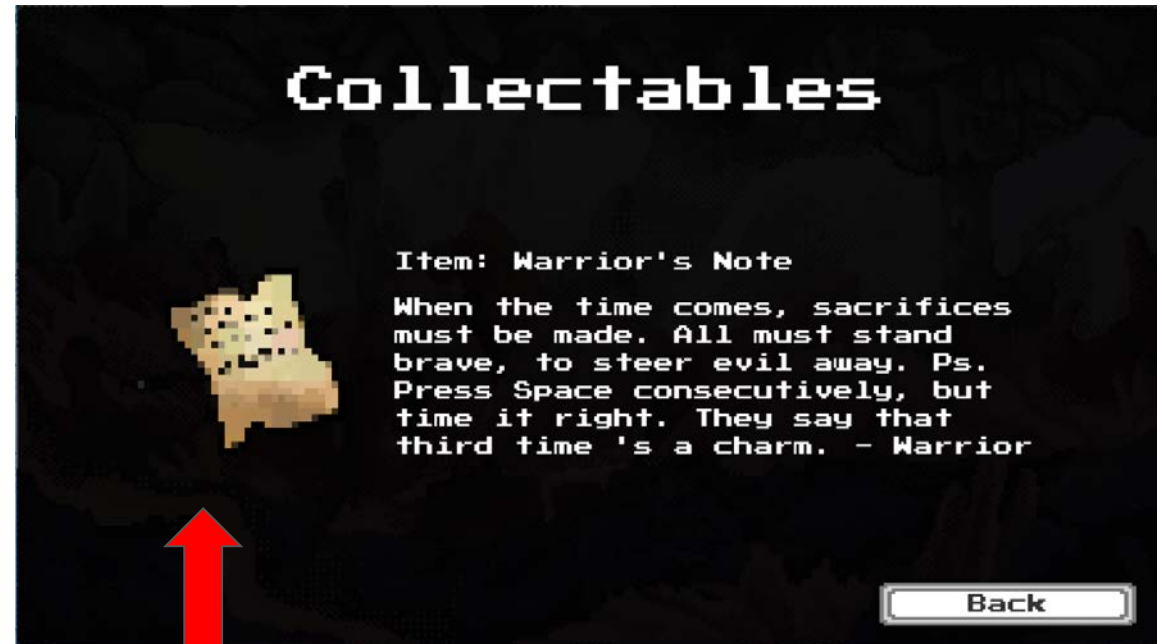 Collectables
Item: Warrior's Note
When the time comes, sacrifices
must be made. All must stand
brave, to steer evil away. Ps.
Press Space consecutively, but
time it right. They say that
third time 's a charm. - Warrior
Back